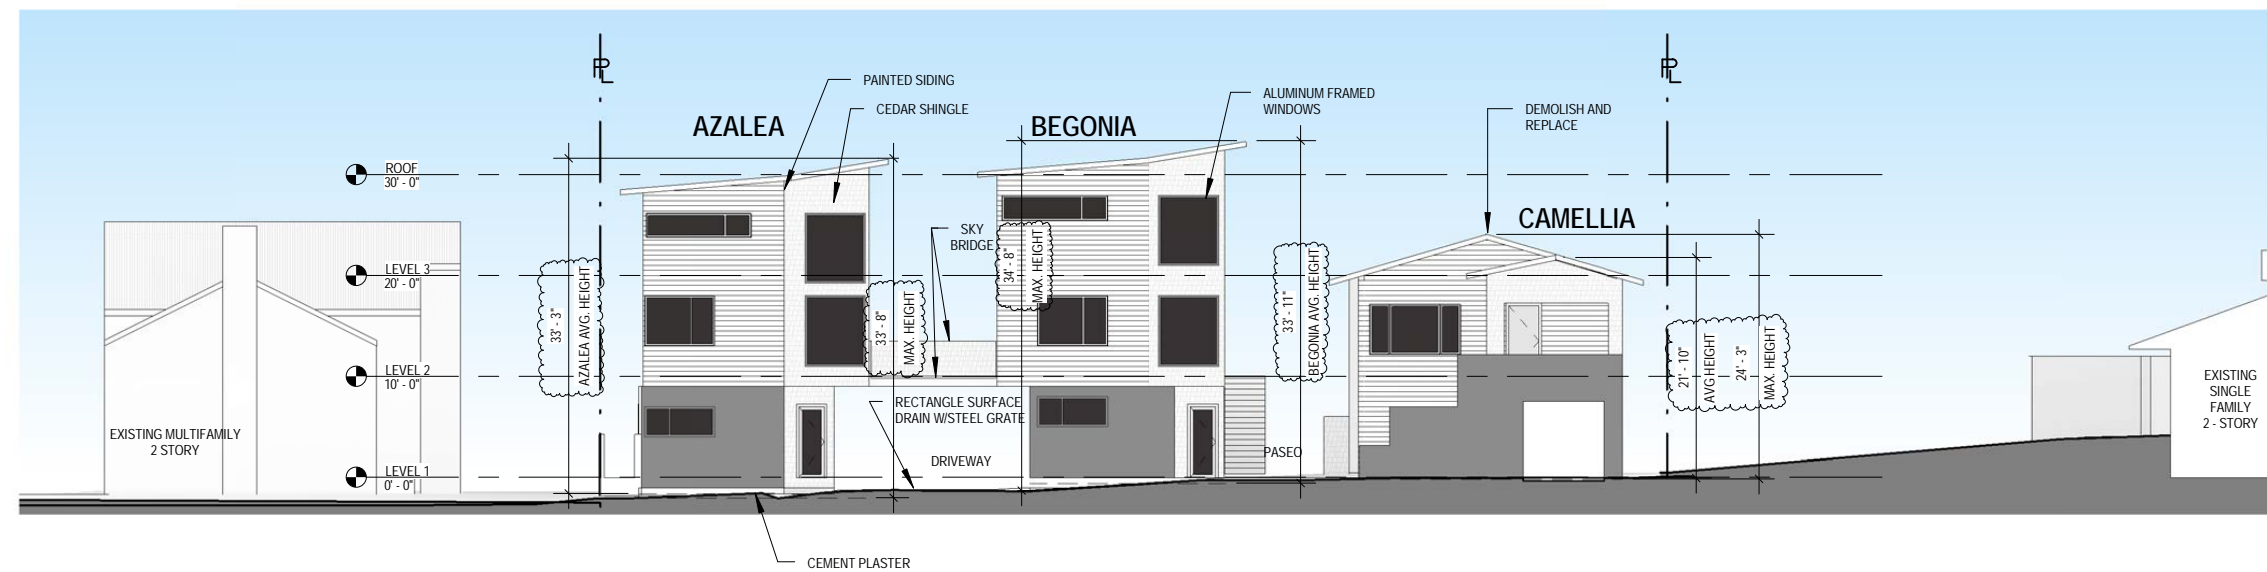 PL
PL
PAINTED SIDING
CEDAR SHINGLE
AZALEA
BEGONIA
ALUMINUM FRAMED
WINDOWS
DEMOLISH AND
REPLACE
CAMELLIA
ROOF
30' - 0"
LEVEL 3
20' - 0"
LEVEL 2
10' - 0"
LEVEL 1
0' - 0"
SKY
BRIDGE
33' - 3"
AZALEA AVG. HEIGHT
33' - 8"
MAX. HEIGHT
34' - 8"
MAX. HEIGHT
33' - 11"
BEGONIA AVG. HEIGHT
21' - 10"
AVG HEIGHT
24' - 3"
MAX. HEIGHT
RECTANGLE SURFACE
DRAIN W/STEEL GRATE
DRIVEWAY
PASEO
EXISTING MULTIFAMILY
2 STORY
EXISTING
SINGLE
FAMILY
2 - STORY
CEMENT PLASTER